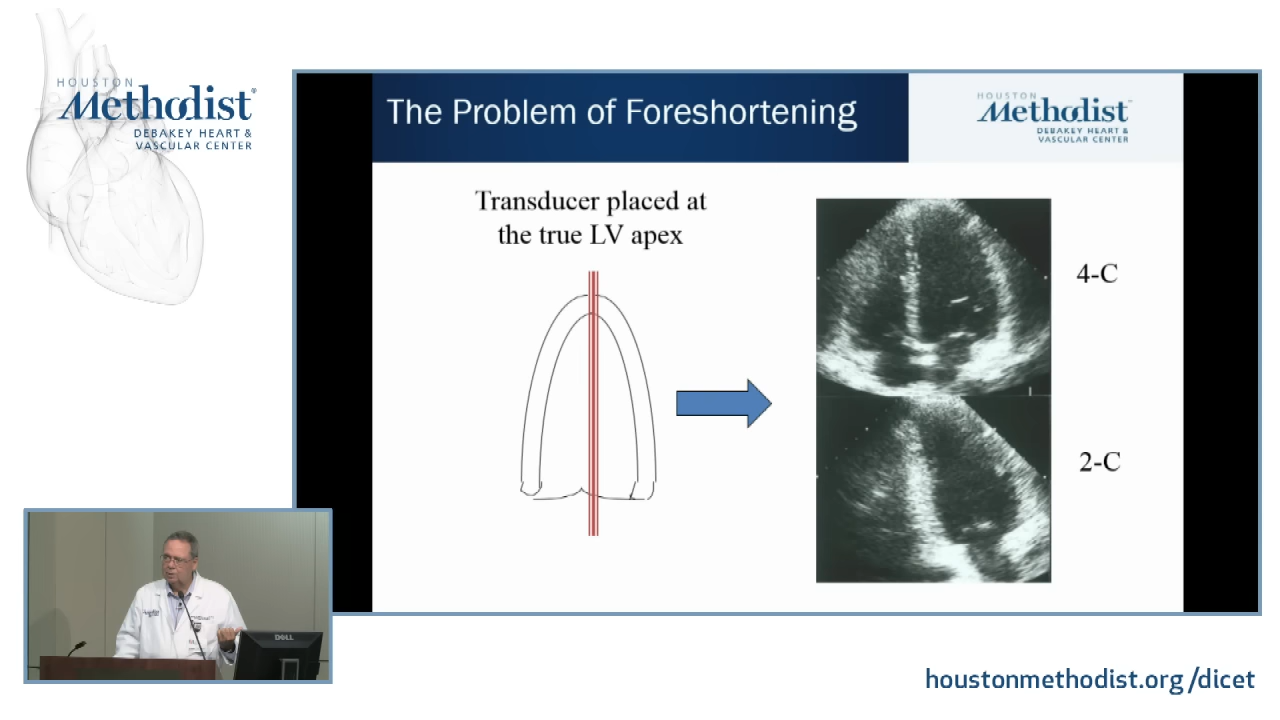 HOUSTON
Methodist
DEBAKEY HEART &
VASCULAR CENTER
The Problem of Foreshortening
HOUSTON
Methodist
DEBAKEY HEART &
VASCULAR CENTER
Transducer placed at
the true LV apex
4-C
2-C
DELL
houstonmethodist.org/dicet